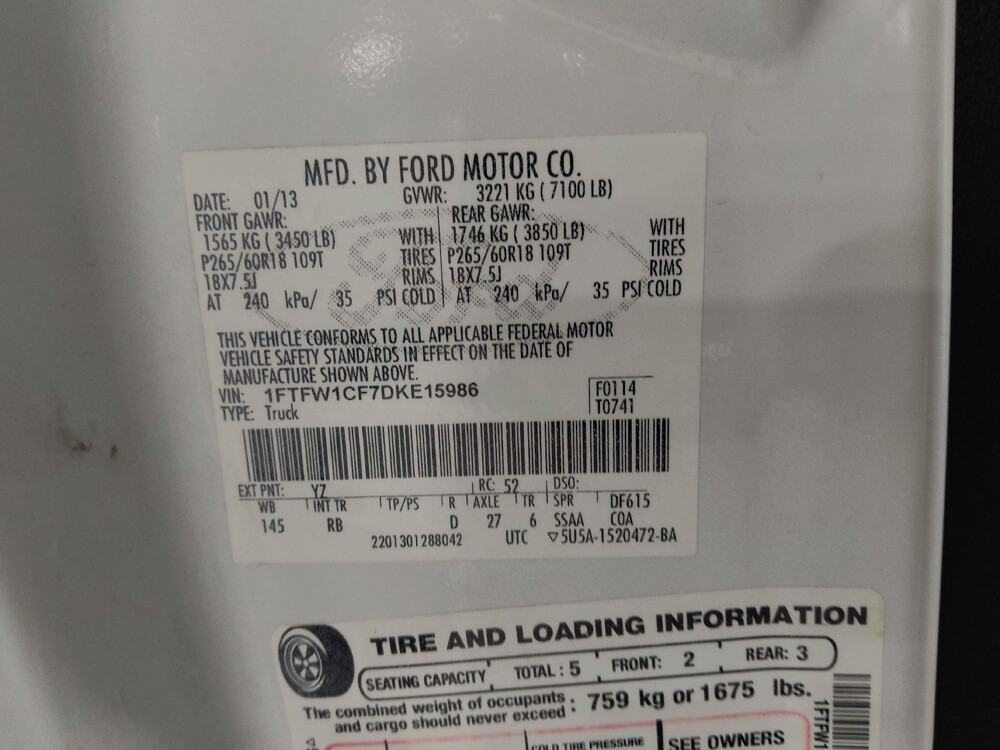 MFD. BY FORD MOTOR CO.
DATE: 01/13 GVWR: 3221 KG ( 7100 LB)
FRONT GAWR: REAR GAWR:
1565 KG ( 3450 LB) WITH 1746 KG ( 3850 LB) WITH
P265/60R18 109T TIRES P265/60R18 109T TIRES
18X7.5J RIMS 18X7.5J RIMS
AT 240 kPa/ 35 PSI COLD AT 240 kPa/ 35 PSI COLD
Ford
THIS VEHICLE CONFORMS TO ALL APPLICABLE FEDERAL MOTOR
VEHICLE SAFETY STANDARDS IN EFFECT ON THE DATE OF
MANUFACTURE SHOWN ABOVE.
VIN: 1FTFW1CF7DKE15986 F0114
TYPE: Truck T0741
EXT PNT: YZ RC: 52 DSO:
WB INT TR TP/PS R AXLE TR SPR DF615
145 RB D 27 6 SSAA COA
2201301288042 UTC ▽5U5A-1520472-BA
TIRE AND LOADING INFORMATION
SEATING CAPACITY TOTAL : 5 FRONT: 2 REAR: 3
The combined weight of occupants : 759 kg or 1675 lbs.
and cargo should never exceed
COLD TIRE PRESSURE SEE OWNERS
1FTFW